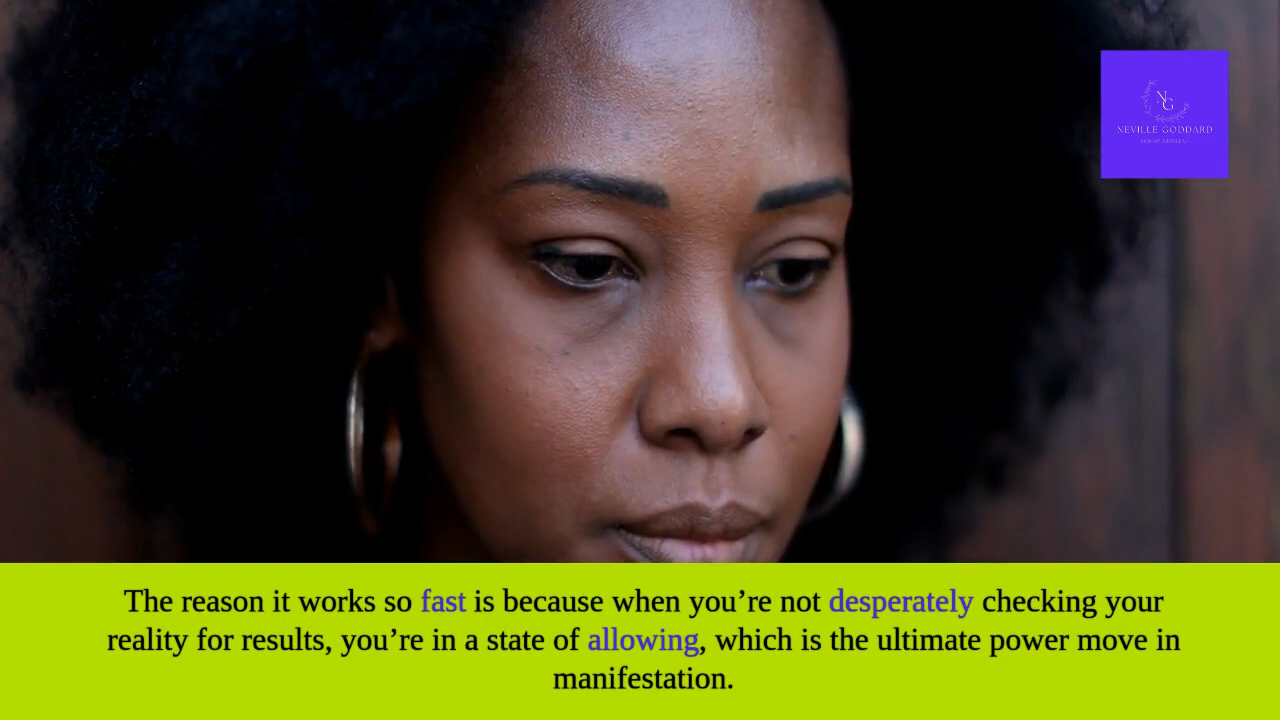 NG
NEVILLE GODDARD
The reason it works so fast is because when you’re not desperately checking your
reality for results, you’re in a state of allowing, which is the ultimate power move in
manifestation.